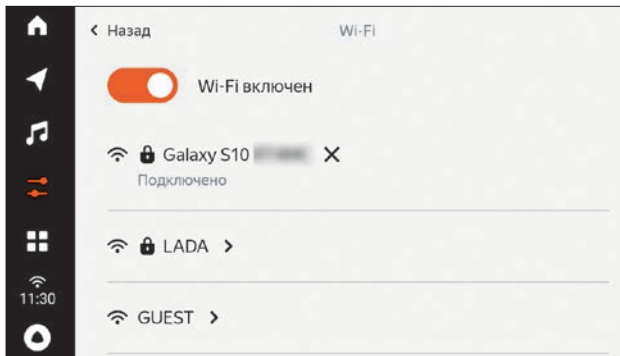 Назад
Wi-Fi
Wi-Fi включен
Galaxy S10
Подключено
LADA
11:30
GUEST